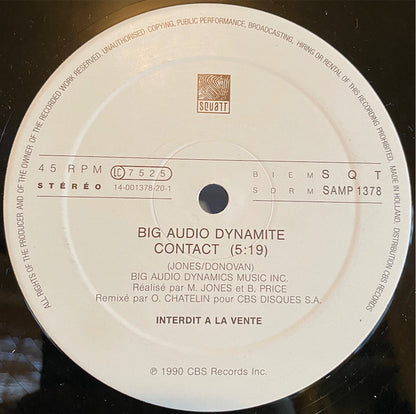 ALL RIGHTS OF THE PRODUCER AND OF THE OWNER OF THE RECORDED WORK RESERVED. UNAUTHORISED COPYING, PUBLIC PERFORMANCE, BROADCASTING, HIRING OR RENTAL OF THIS RECORDING PROHIBITED. MADE IN HOLLAND. DISTRIBUTION CBS RECORDS
squatt
45 RPM LC 7525 BIEM SQT
STÉRÉO 14-001378-20-1 SDRM SAMP 1378
BIG AUDIO DYNAMITE
CONTACT (5:19)
(JONES/DONOVAN)
BIG AUDIO DYNAMICS MUSIC INC.
Réalisé par M. JONES et B. PRICE
Remixé par O. CHATELIN pour CBS DISQUES S.A.
INTERDIT A LA VENTE
℗ 1990 CBS Records Inc.